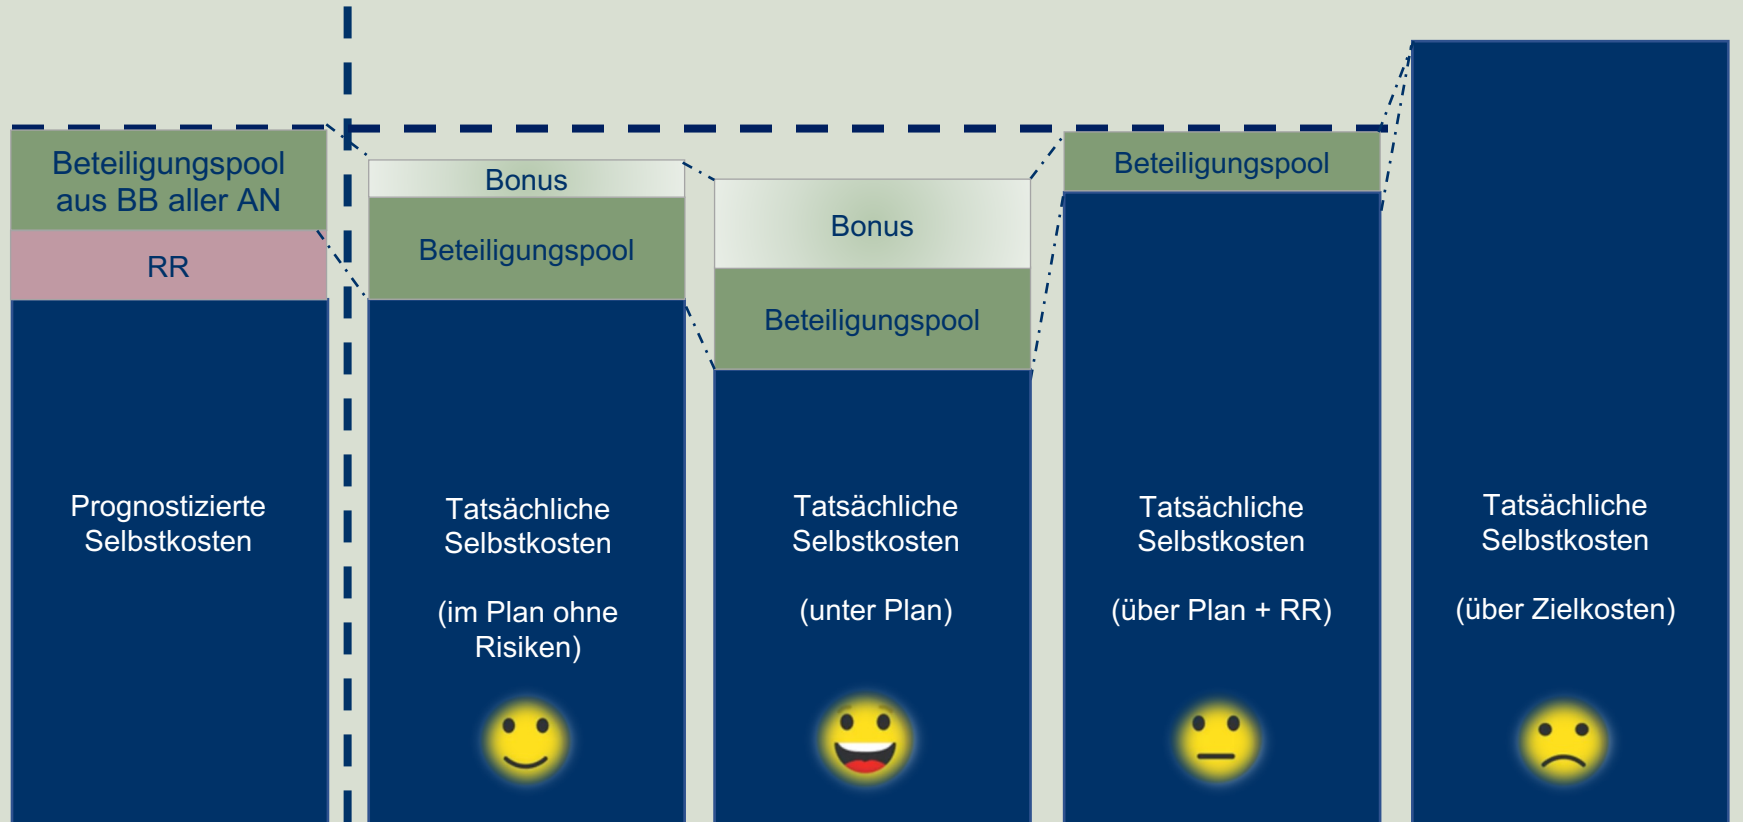 Beteiligungspool
aus BB aller AN
RR
Prognostizierte
Selbstkosten
Bonus
Beteiligungspool
Tatsächliche
Selbstkosten
(im Plan ohne
Risiken)
Bonus
Beteiligungspool
Tatsächliche
Selbstkosten
(unter Plan)
Beteiligungspool
Tatsächliche
Selbstkosten
(über Plan + RR)
Tatsächliche
Selbstkosten
(über Zielkosten)